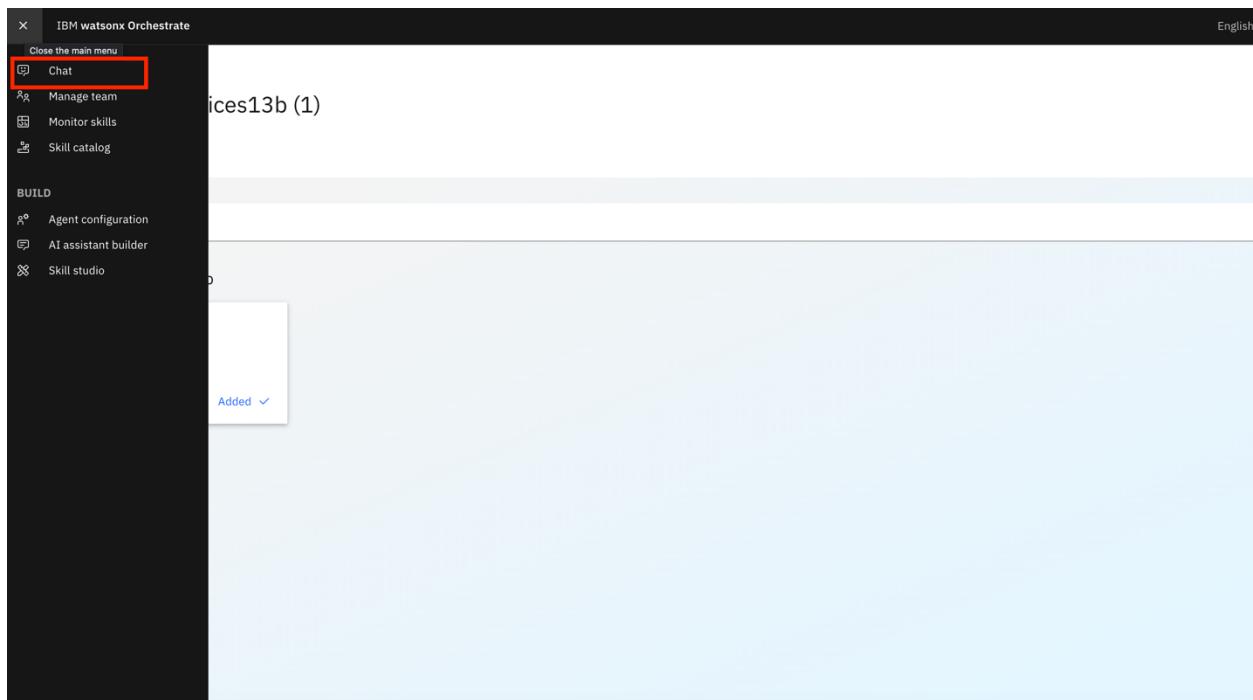 IBM watsonx Orchestrate
English
Close the main menu
Chat
Manage team
Monitor skills
Skill catalog
ices13b (1)
BUILD
Agent configuration
AI assistant builder
Skill studio
Added